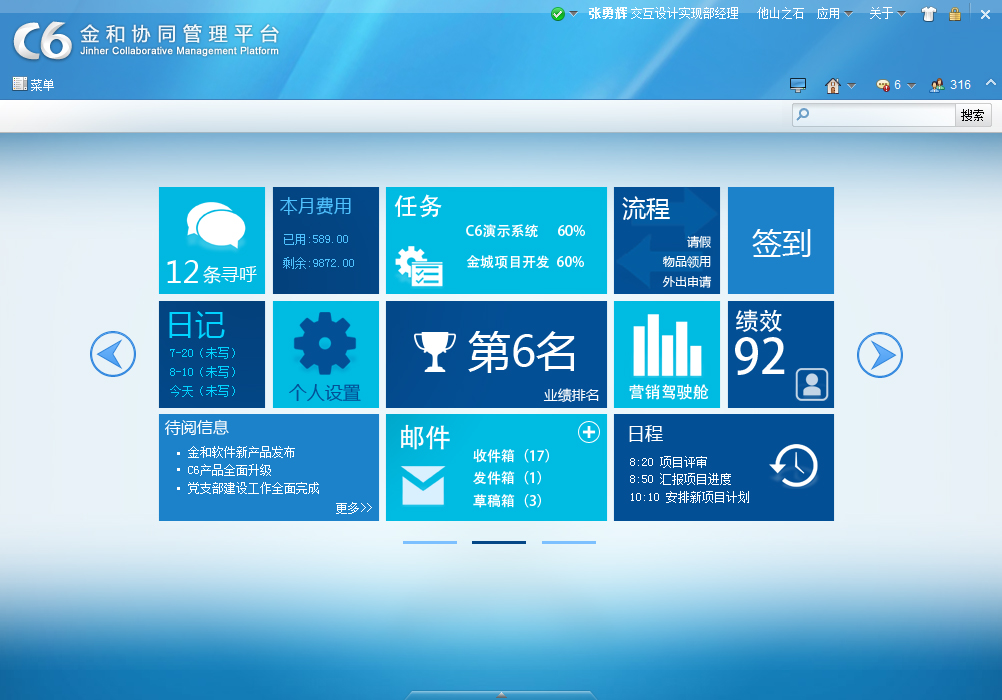 张勇辉 交互设计实现部经理 他山之石 应用 关于
C6 金和协同管理平台
Jinher Collaborative Management Platform
菜单
6 316
搜索
12条寻呼
本月费用
已用:589.00
剩余:9872.00
任务
C6演示系统 60%
金城项目开发 60%
流程
请假
物品领用
外出申请
签到
日记
7-20（未写）
8-10（未写）
今天（未写）
个人设置
第6名
业绩排名
营销驾驶舱
绩效
92
待阅信息
金和软件新产品发布
C6产品全面升级
党支部建设工作全面完成
更多>>
邮件
收件箱（17）
发件箱（1）
草稿箱（3）
日程
8:20 项目评审
8:50 汇报项目进度
10:10 安排新项目计划